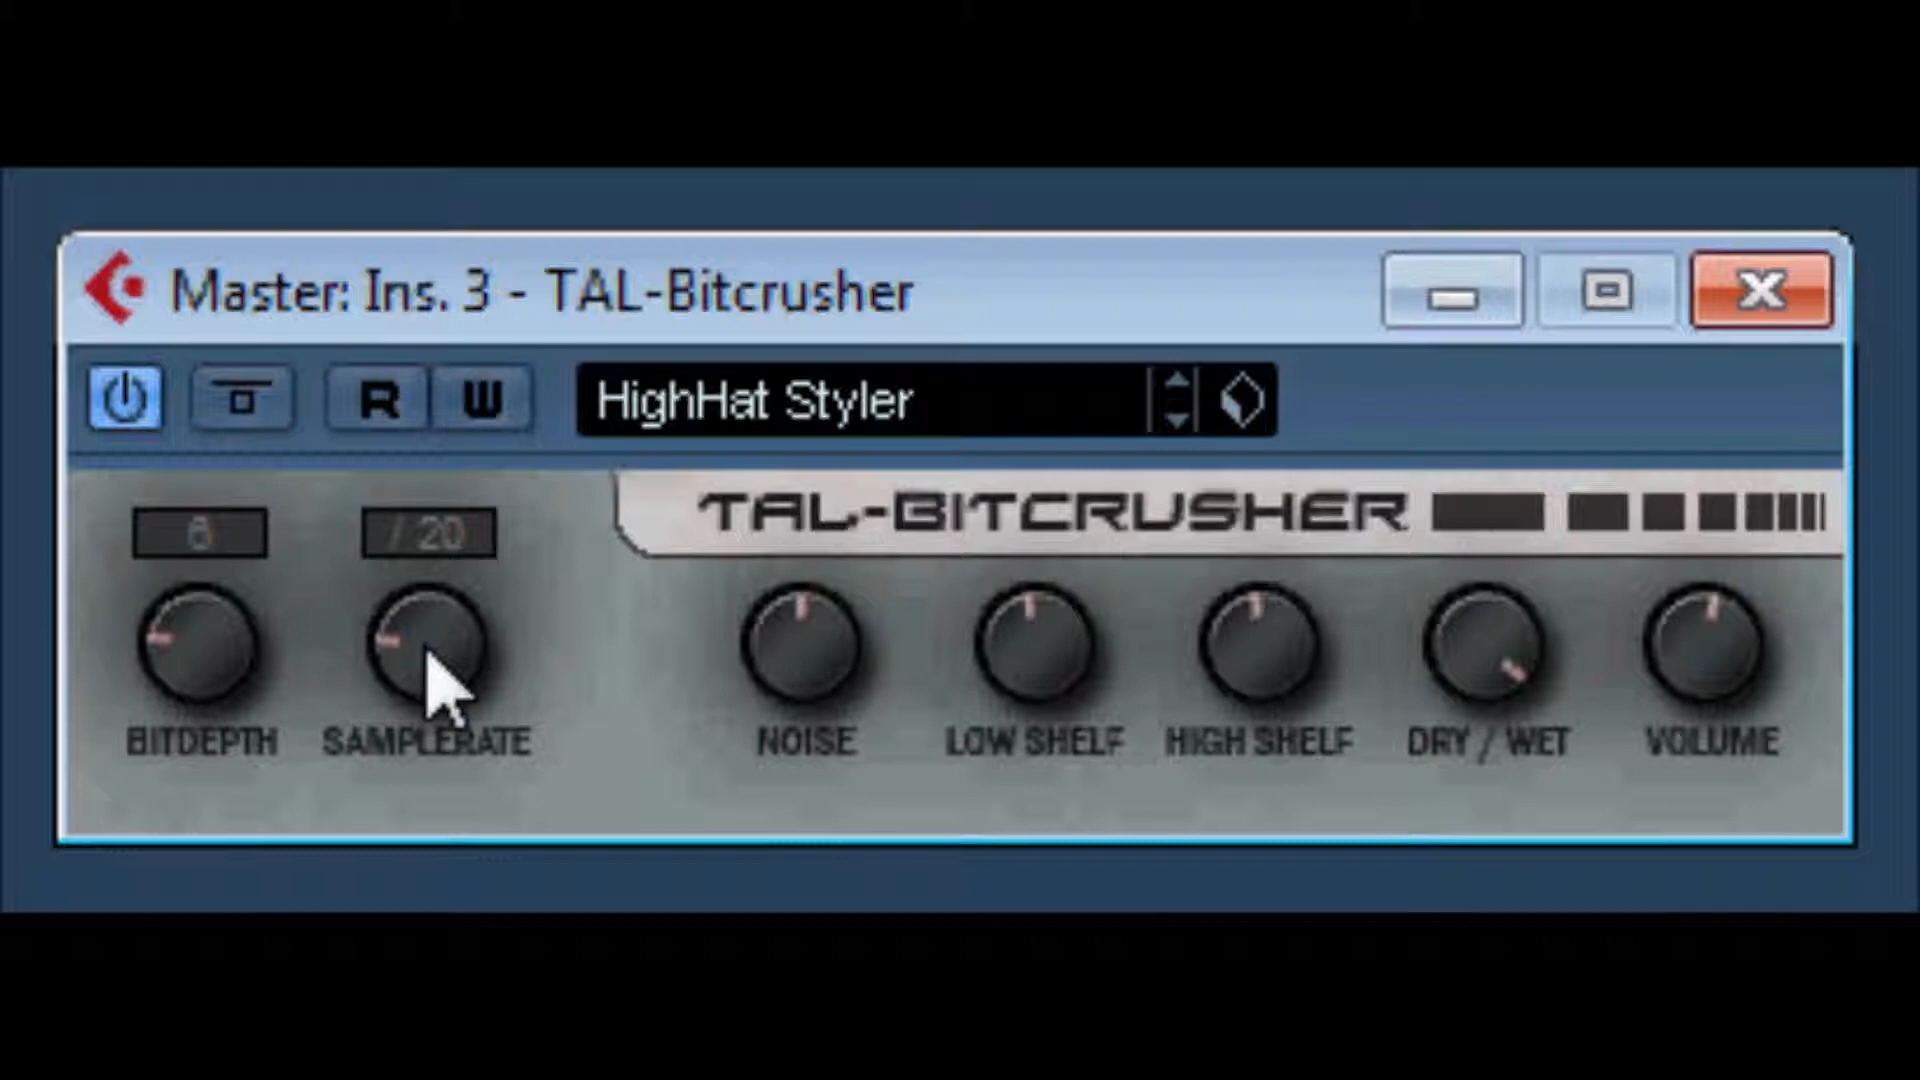 Master: Ins. 3 - TAL-Bitcrusher
R W HighHat Styler
TAL-BITCRUSHER
/ 20
BITDEPTH SAMPLERATE NOISE LOW SHELF HIGH SHELF DRY / WET VOLUME